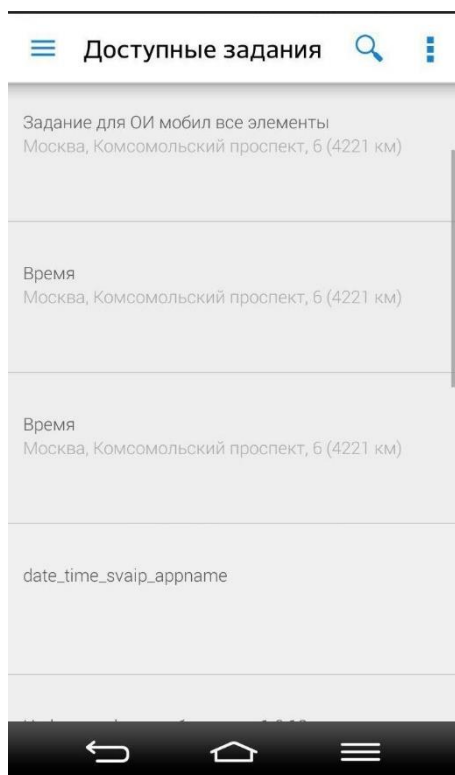 Доступные задания
Задание для ОИ мобил все элементы
Москва, Комсомольский проспект, 6 (4221 км)
Время
Москва, Комсомольский проспект, 6 (4221 км)
Время
Москва, Комсомольский проспект, 6 (4221 км)
date_time_svaip_appname